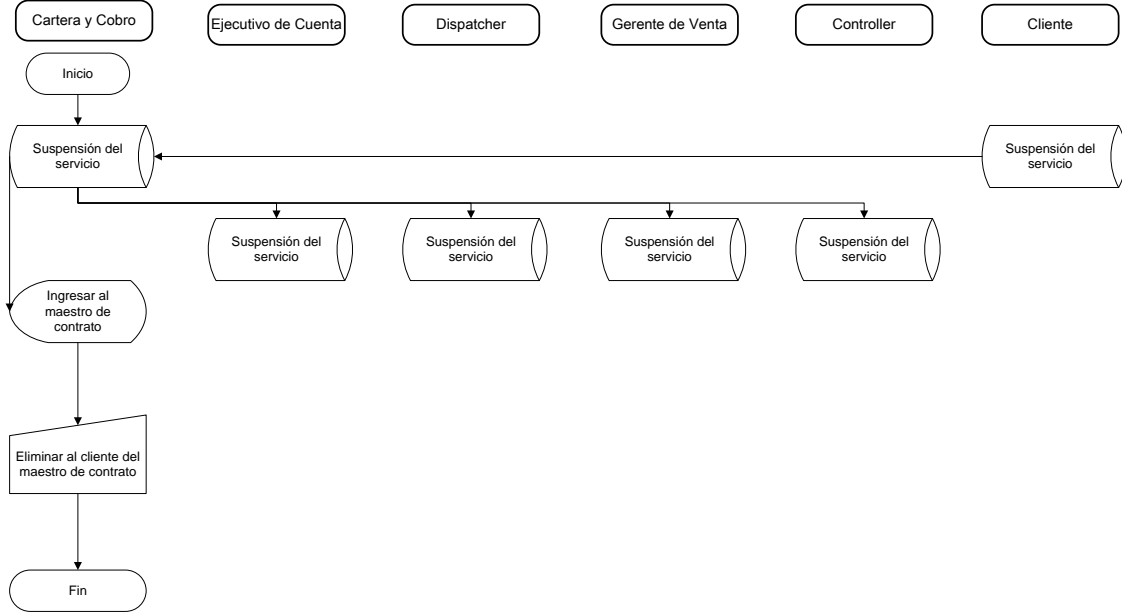 Cartera y Cobro
Ejecutivo de Cuenta
Dispatcher
Gerente de Venta
Controller
Cliente
Inicio
Suspensión del
servicio
Suspensión del
servicio
Suspensión del
servicio
Suspensión del
servicio
Suspensión del
servicio
Suspensión del
servicio
Ingresar al
maestro de
contrato
Eliminar al cliente del
maestro de contrato
Fin